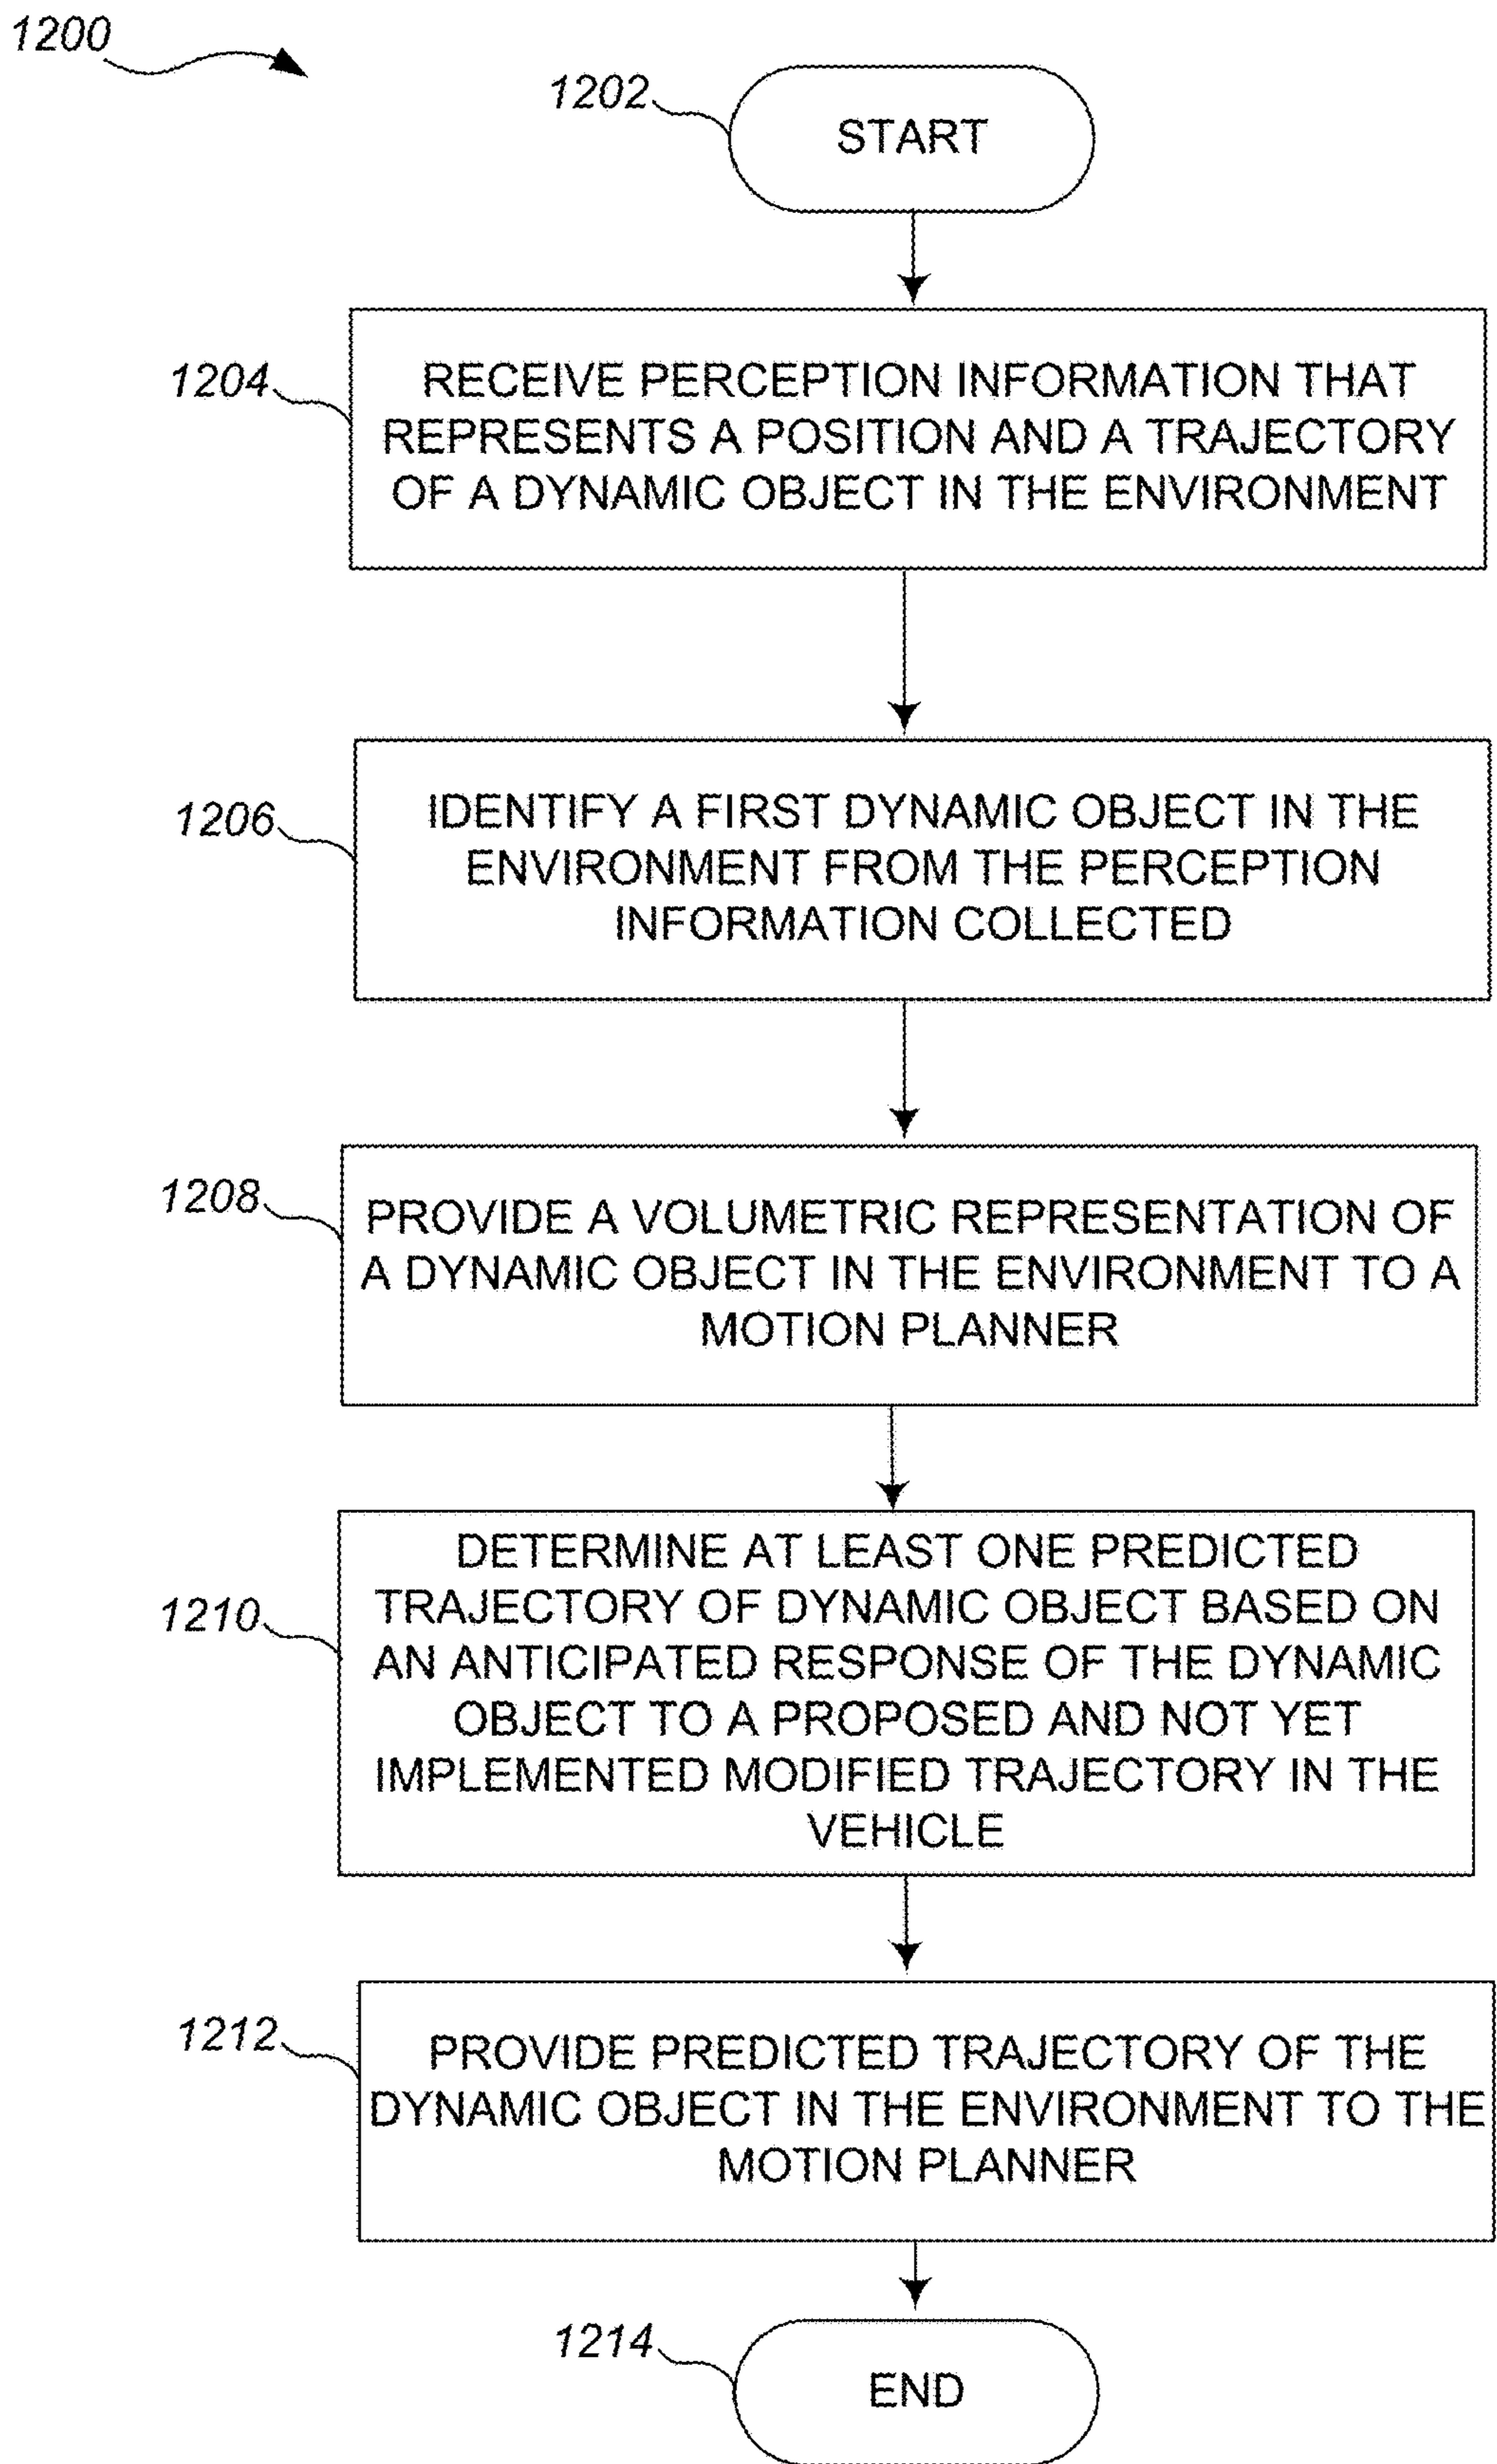 1200
1202
START
1204
RECEIVE PERCEPTION INFORMATION THAT
REPRESENTS A POSITION AND A TRAJECTORY
OF A DYNAMIC OBJECT IN THE ENVIRONMENT
1206
IDENTIFY A FIRST DYNAMIC OBJECT IN THE
ENVIRONMENT FROM THE PERCEPTION
INFORMATION COLLECTED
1208
PROVIDE A VOLUMETRIC REPRESENTATION OF
A DYNAMIC OBJECT IN THE ENVIRONMENT TO A
MOTION PLANNER
1210
DETERMINE AT LEAST ONE PREDICTED
TRAJECTORY OF DYNAMIC OBJECT BASED ON
AN ANTICIPATED RESPONSE OF THE DYNAMIC
OBJECT TO A PROPOSED AND NOT YET
IMPLEMENTED MODIFIED TRAJECTORY IN THE
VEHICLE
1212
PROVIDE PREDICTED TRAJECTORY OF THE
DYNAMIC OBJECT IN THE ENVIRONMENT TO THE
MOTION PLANNER
1214
END